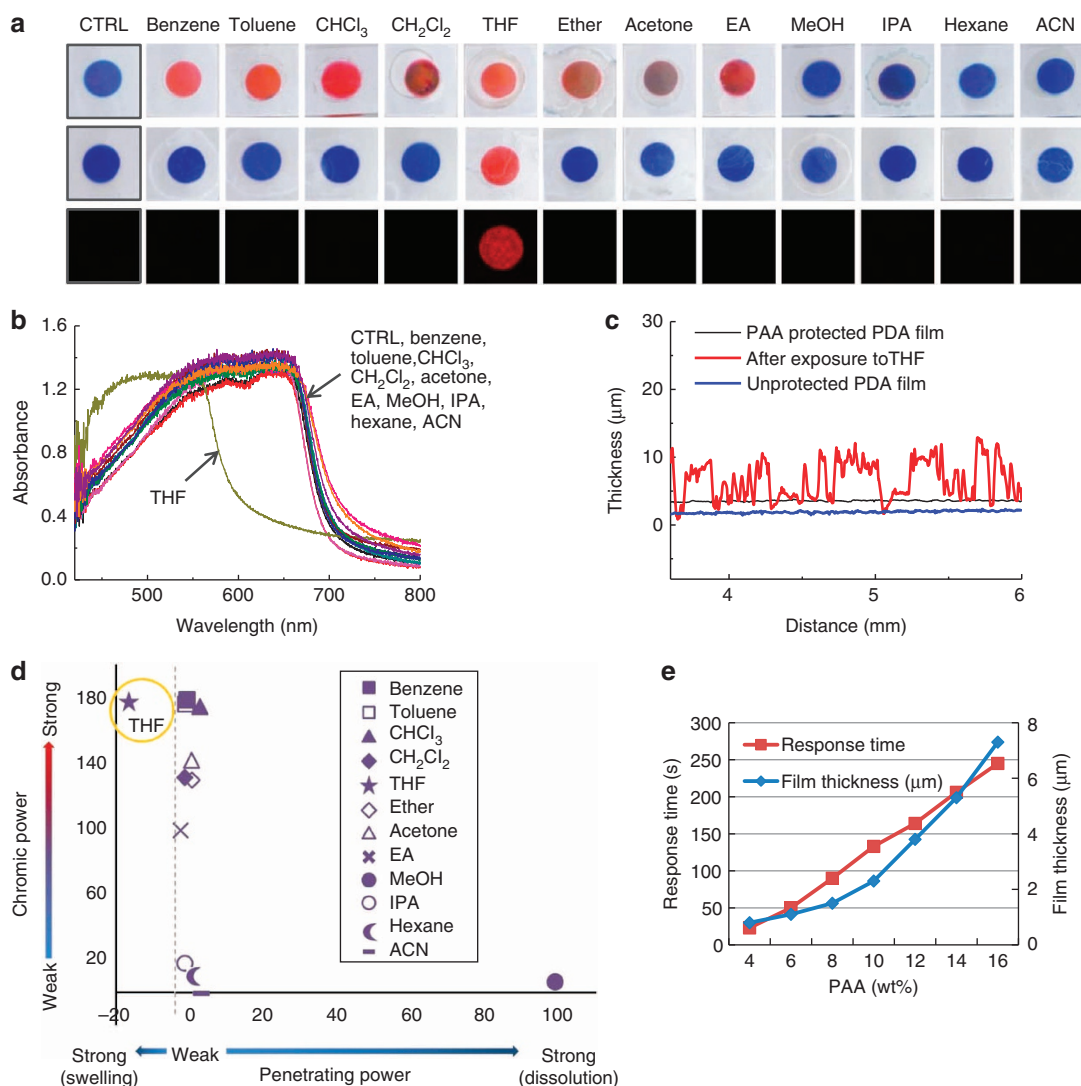 a
CTRL Benzene Toluene CHCl₃ CH₂Cl₂ THF Ether Acetone EA MeOH IPA Hexane ACN
b
1.6
1.2
0.8
0.4
0.0
Absorbance
CTRL, benzene,
toluene,CHCl₃,
CH₂Cl₂, acetone,
EA, MeOH, IPA,
hexane, ACN
THF
500 600 700 800
Wavelength (nm)
c
30
20
10
0
Thickness (μm)
PAA protected PDA film
After exposure toTHF
Unprotected PDA film
4 5 6
Distance (mm)
d
Strong
Chromic power
Weak
180
140
100
60
20
THF
Benzene
Toluene
CHCl₃
CH₂Cl₂
THF
Ether
Acetone
EA
MeOH
IPA
Hexane
ACN
–20 0 20 40 60 80 100
Strong
(swelling)
Weak
Penetrating power
Strong
(dissolution)
e
300
250
200
150
100
50
0
Response time (s)
Response time
Film thickness (μm)
8
6
4
2
0
Film thickness (μm)
4 6 8 10 12 14 16
PAA (wt%)